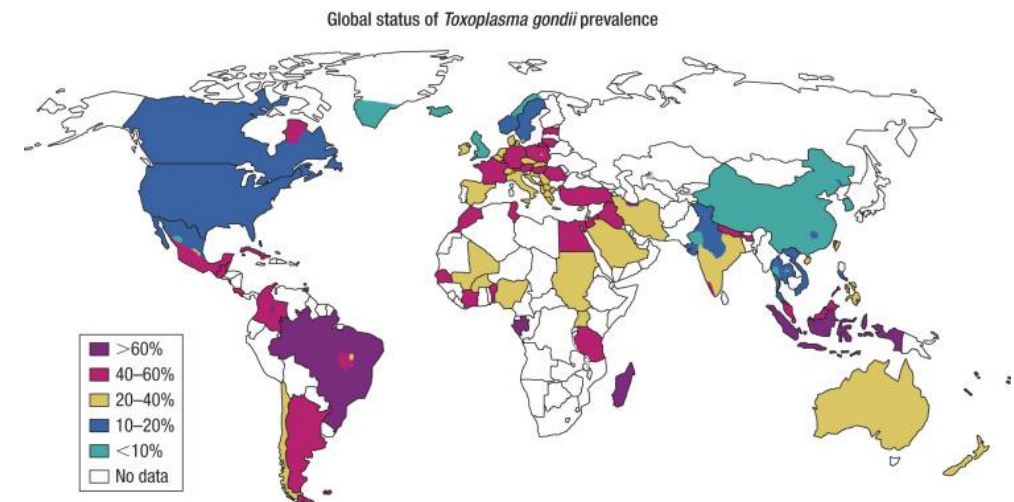 Global status of Toxoplasma gondii prevalence
>60%
40–60%
20–40%
10–20%
<10%
No data